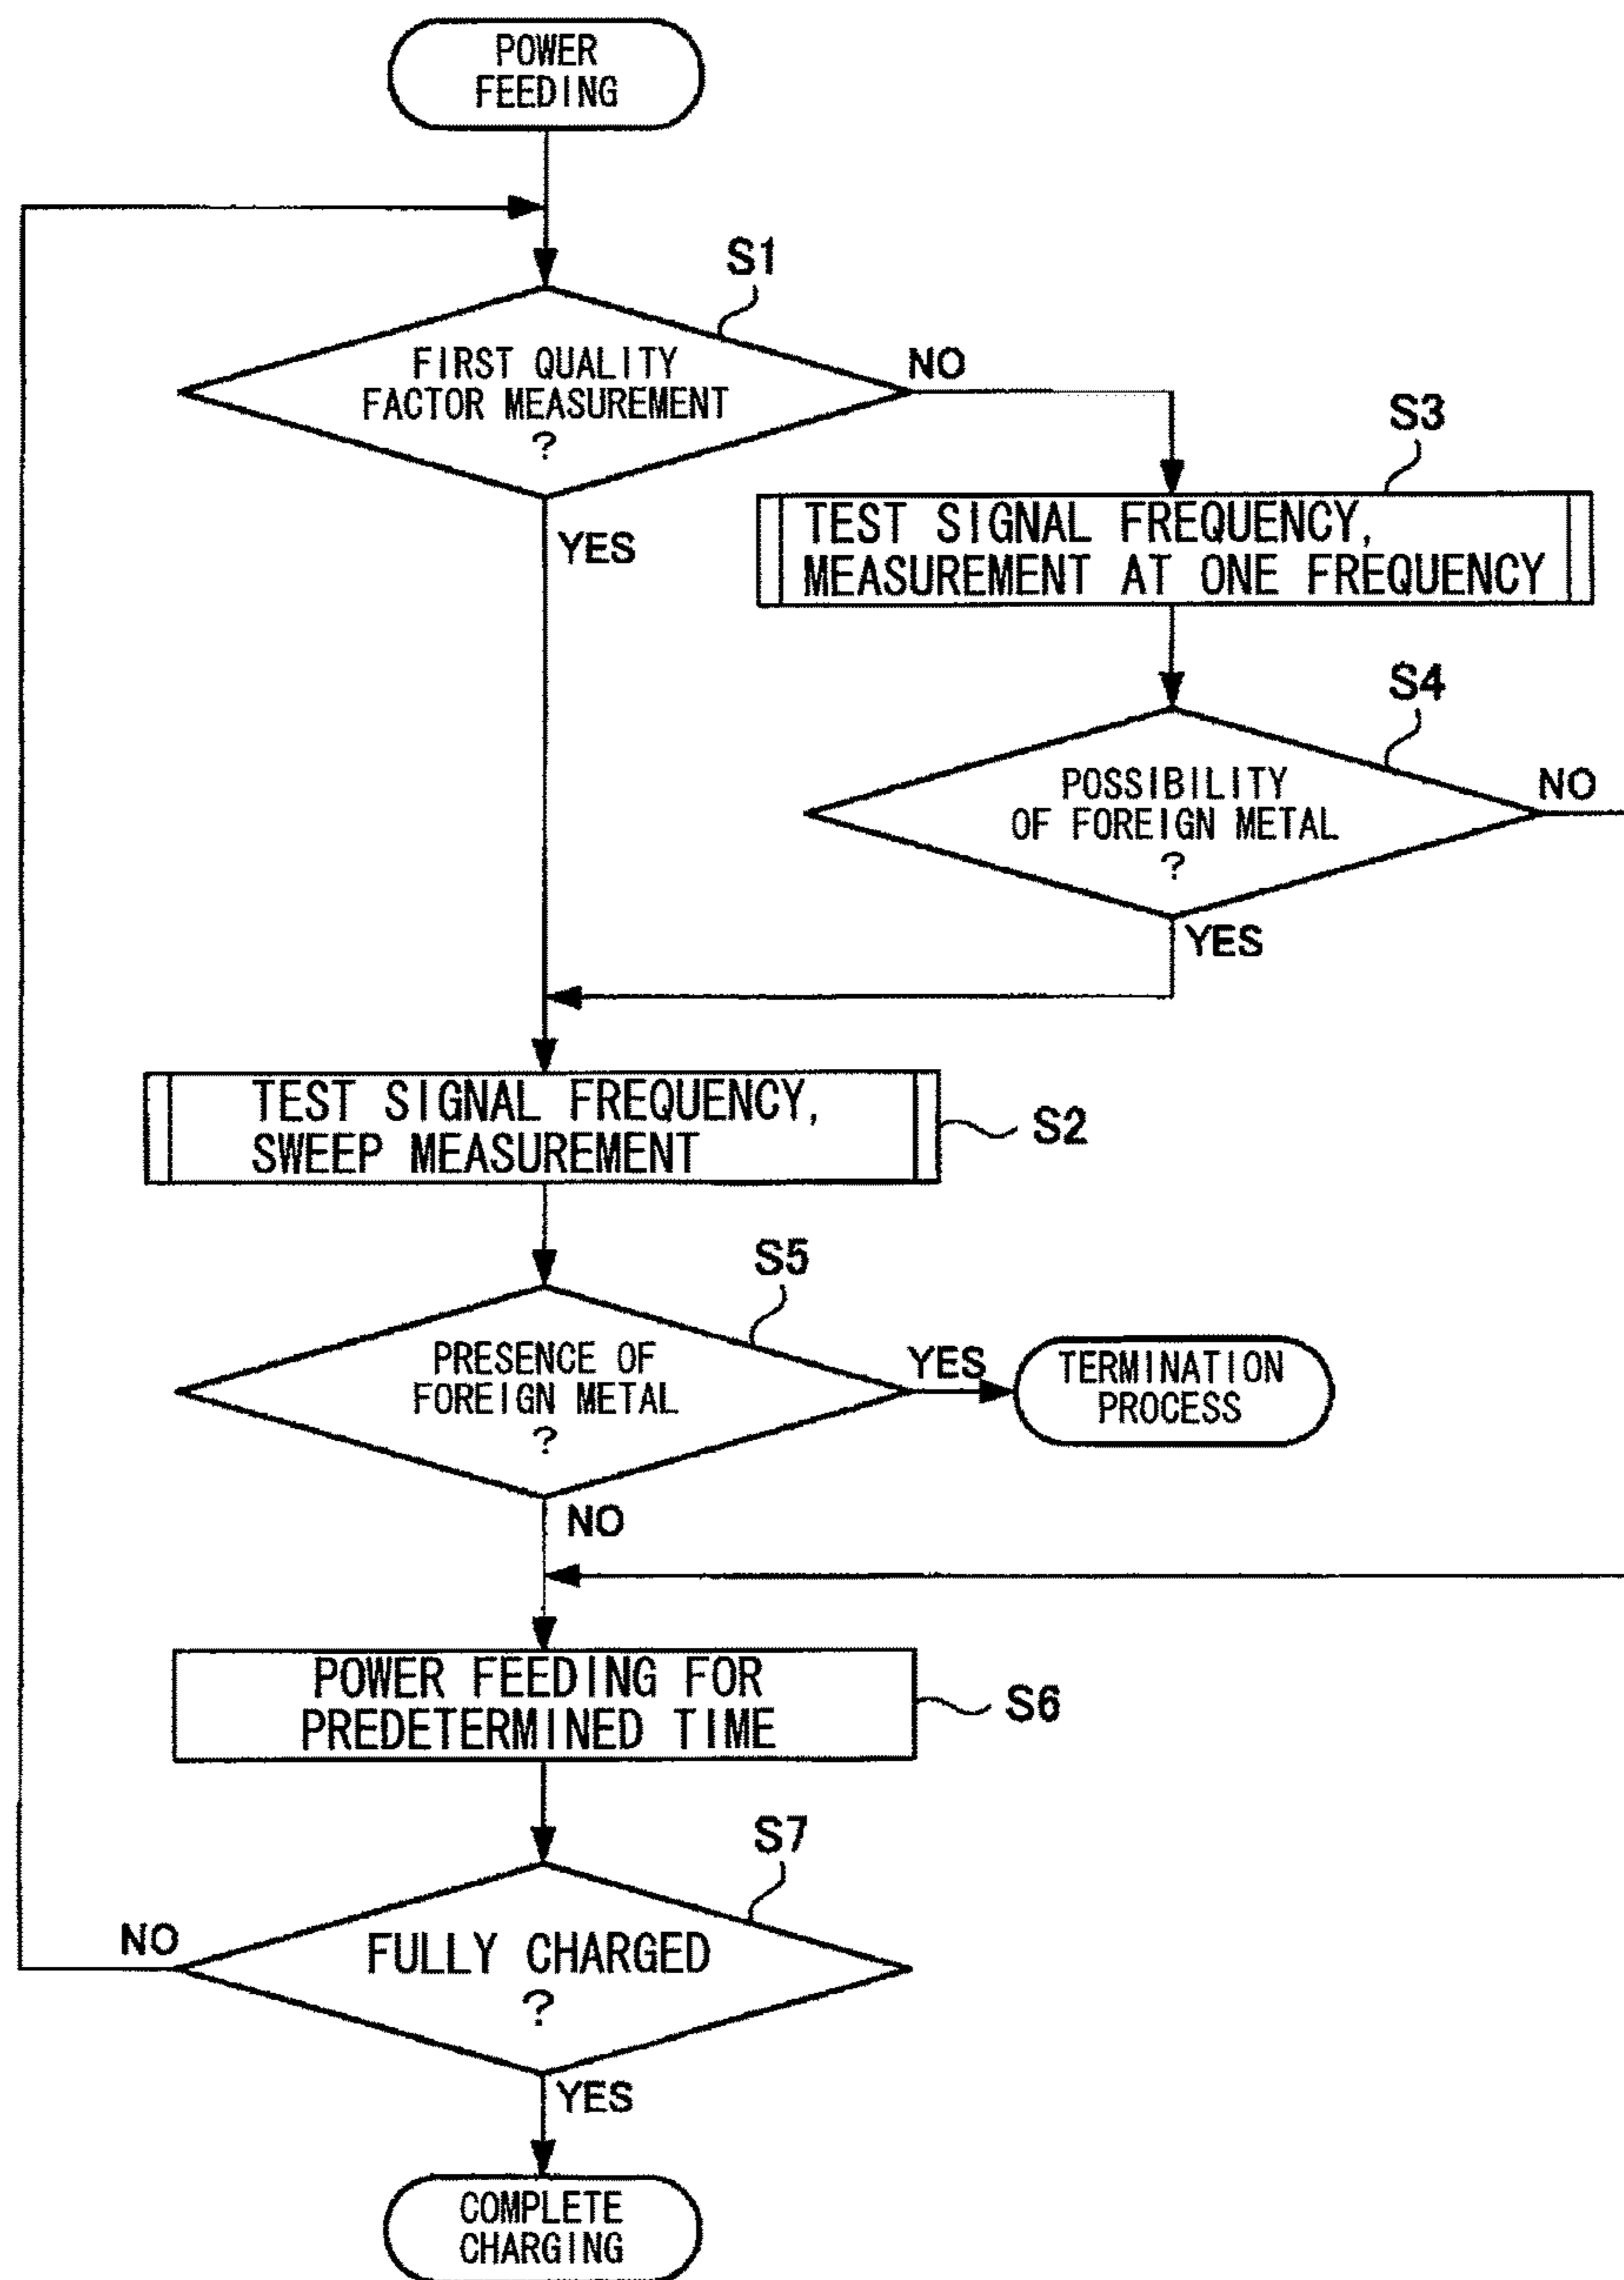 POWER
FEEDING
S1
FIRST QUALITY
FACTOR MEASUREMENT
?
NO
YES
S3
TEST SIGNAL FREQUENCY,
MEASUREMENT AT ONE FREQUENCY
S4
POSSIBILITY
OF FOREIGN METAL
?
NO
YES
TEST SIGNAL FREQUENCY,
SWEEP MEASUREMENT
S2
S5
PRESENCE OF
FOREIGN METAL
?
YES
TERMINATION
PROCESS
NO
POWER FEEDING FOR
PREDETERMINED TIME
S6
S7
NO
FULLY CHARGED
?
YES
COMPLETE
CHARGING